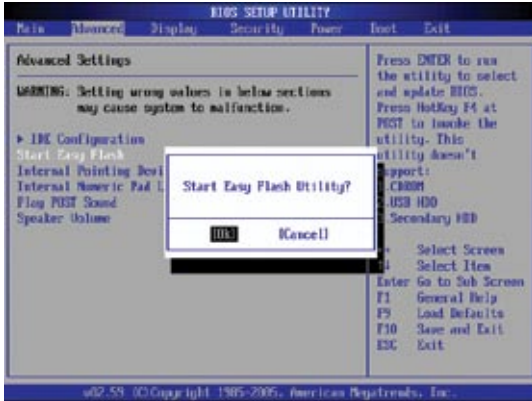 BIOS SETUP UTILITY
Main Advanced Display Security Power Boot Exit
Advanced Settings
WARNING: Setting wrong values in below sections
may cause system to malfunction.
▶ IDE Configuration
Start Easy Flash
Internal Pointing Devi
Internal Numeric Pad L
Play POST Sound
Speaker Volume
Start Easy Flash Utility?
[Ok] [Cancel]
Press ENTER to run
the utility to select
and update BIOS.
Press HotKey F4 at
POST to invoke the
utility. This
utility doesn't
upport:
.CDROM
.USB HDD
.Secondary HDD
Select Screen
Select Item
Enter Go to Sub Screen
F1 General Help
F9 Load Defaults
F10 Save and Exit
ESC Exit
v02.59 (C)Copyright 1985-2005, American Megatrends, Inc.